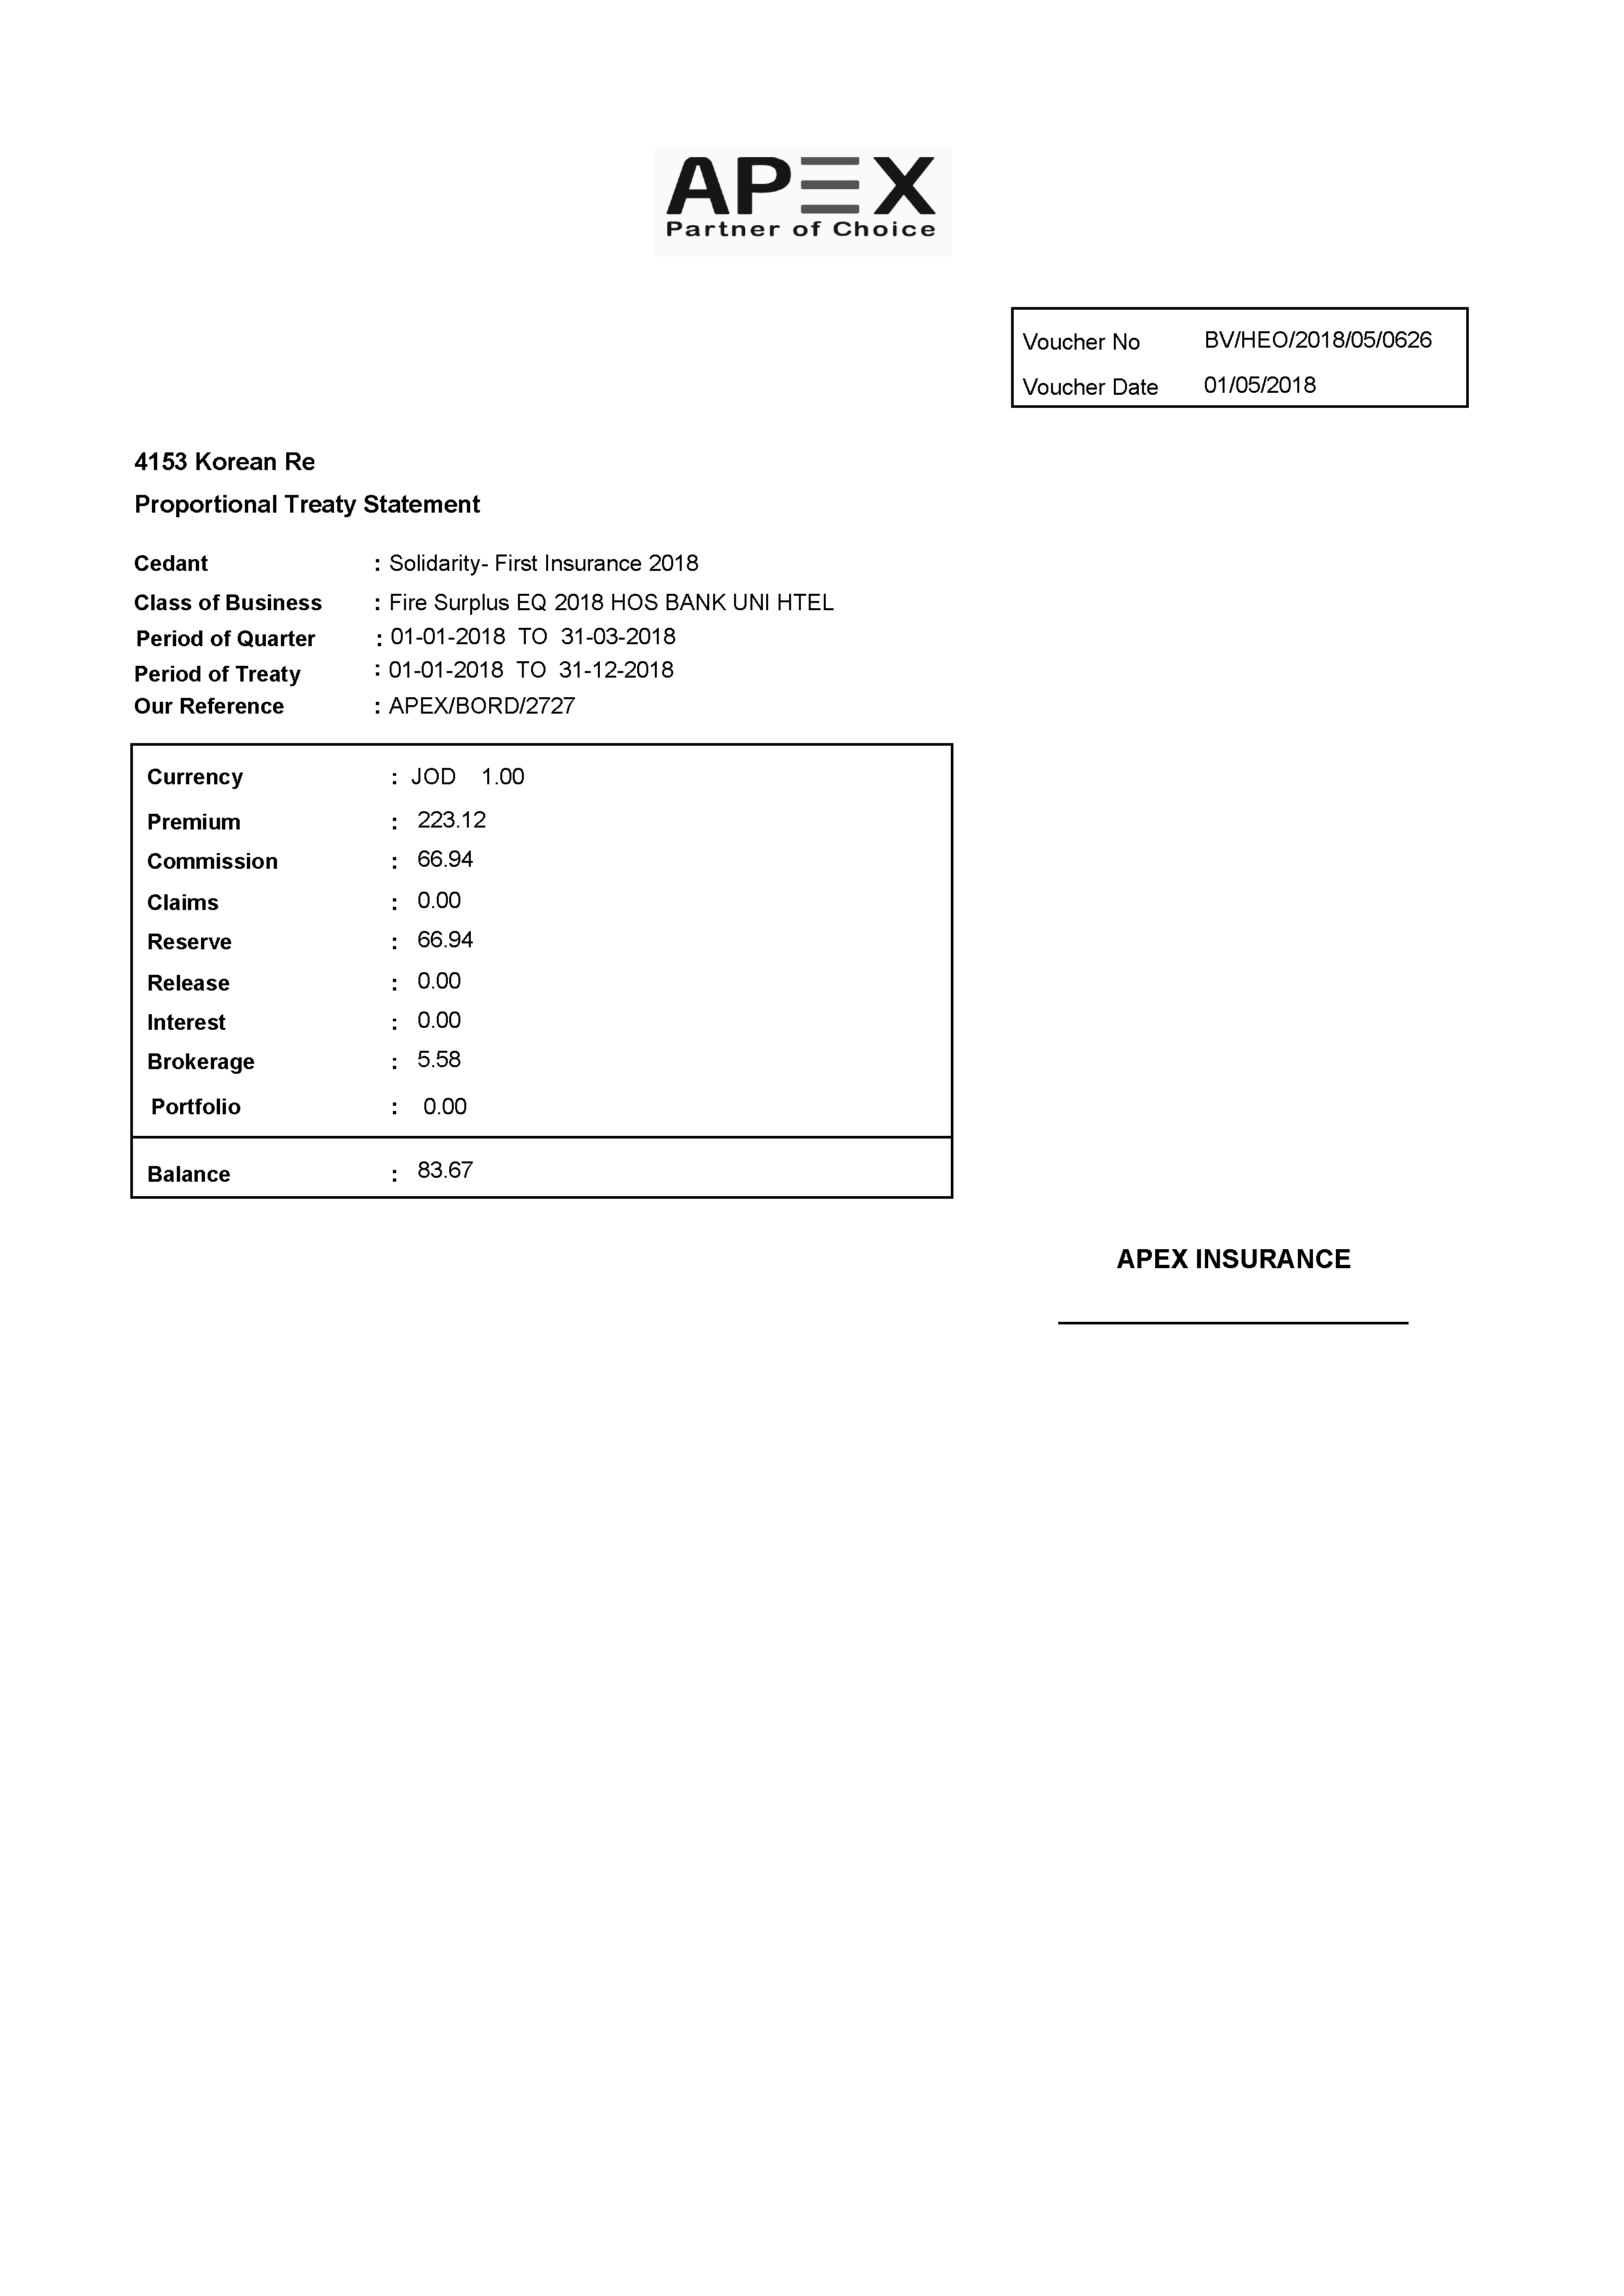 APEX
Partner of Choice
Voucher No BV/HEO/2018/05/0626
Voucher Date 01/05/2018
4153 Korean Re
Proportional Treaty Statement
Cedant : Solidarity- First Insurance 2018
Class of Business : Fire Surplus EQ 2018 HOS BANK UNI HTEL
Period of Quarter : 01-01-2018 TO 31-03-2018
Period of Treaty : 01-01-2018 TO 31-12-2018
Our Reference : APEX/BORD/2727
Currency : JOD 1.00
Premium : 223.12
Commission : 66.94
Claims : 0.00
Reserve : 66.94
Release : 0.00
Interest : 0.00
Brokerage : 5.58
Portfolio : 0.00
Balance : 83.67
APEX INSURANCE